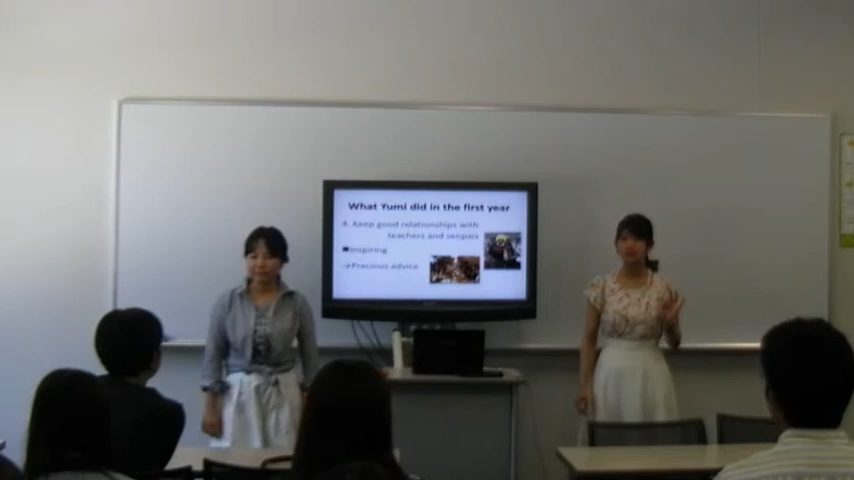 What Yumi did in the first year
4. Keep good relationships with
teachers and senpais
■Inspiring
→Precious advice